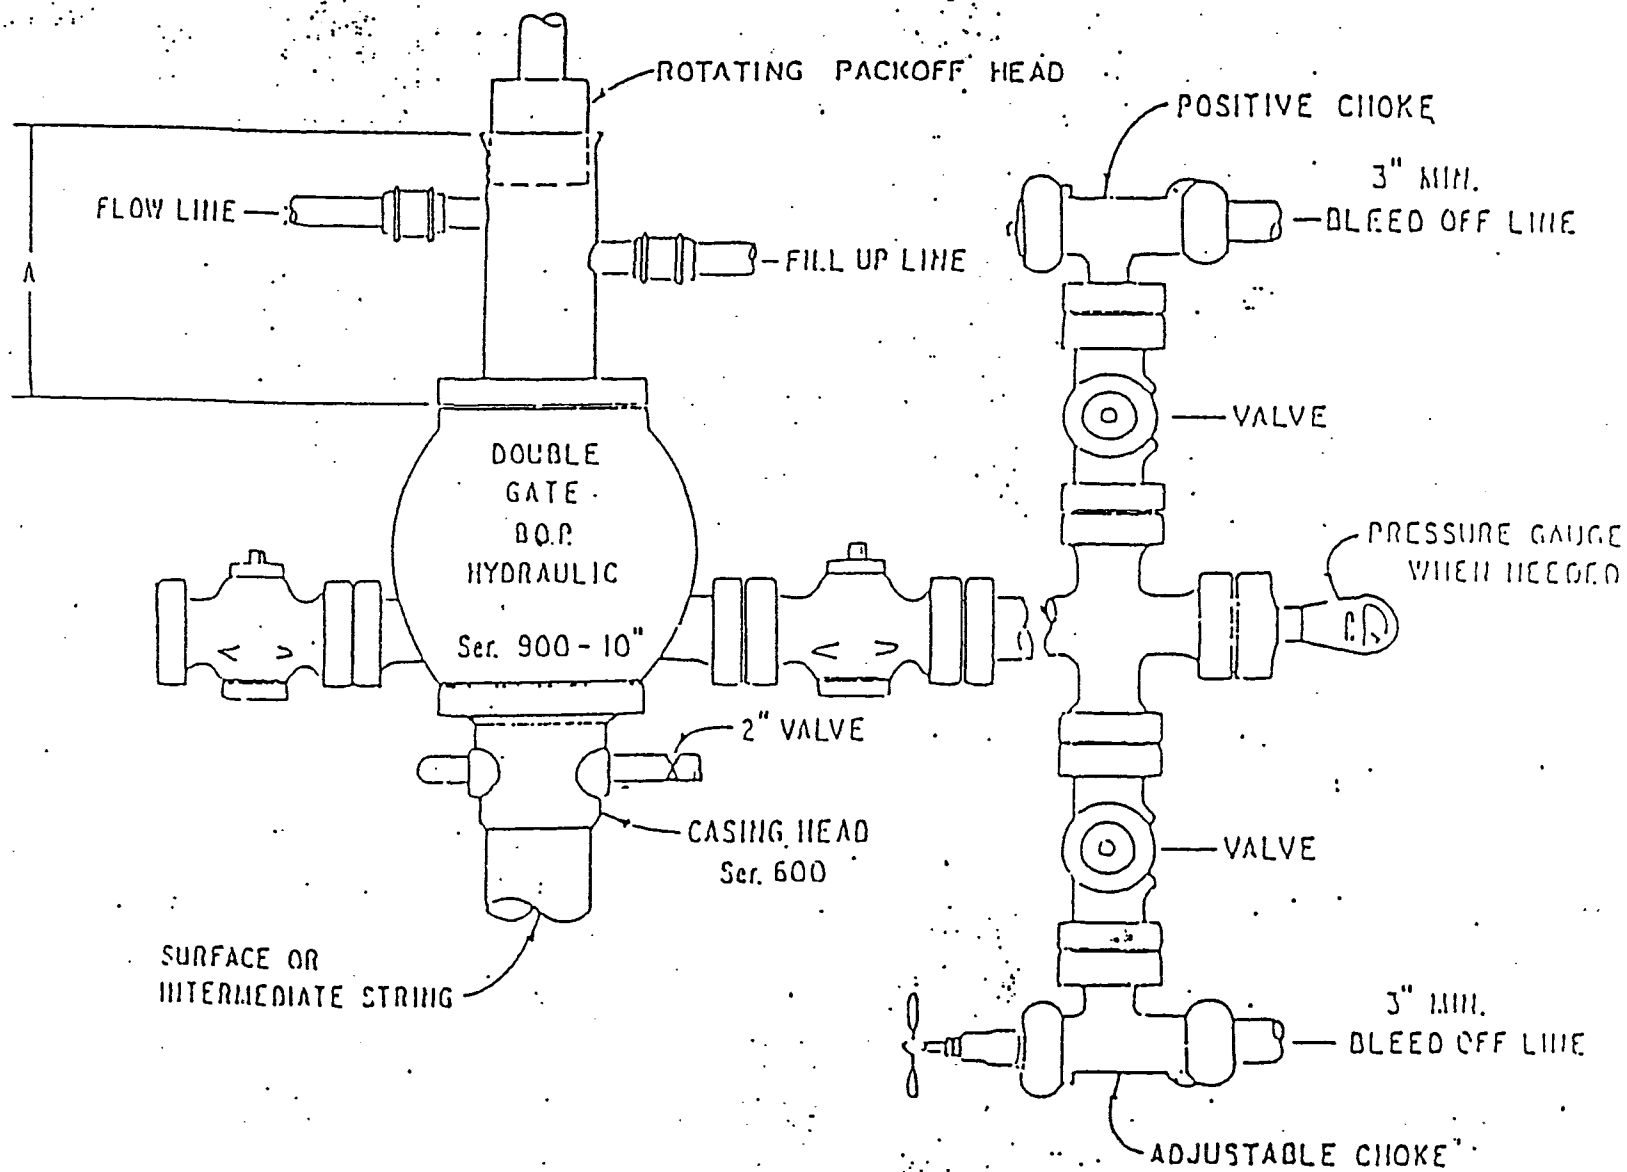 ROTATING PACKOFF HEAD
POSITIVE CHOKE
3" MIN.
BLEED OFF LINE
FLOW LINE
FILL UP LINE
A
VALVE
DOUBLE
GATE
B.O.P.
HYDRAULIC
Ser. 900-10"
PRESSURE GAUGE
WHEN NEEDED
2" VALVE
CASING HEAD
Ser. 600
VALVE
SURFACE OR
INTERMEDIATE STRING
3" MIN.
BLEED OFF LINE
ADJUSTABLE CHOKE